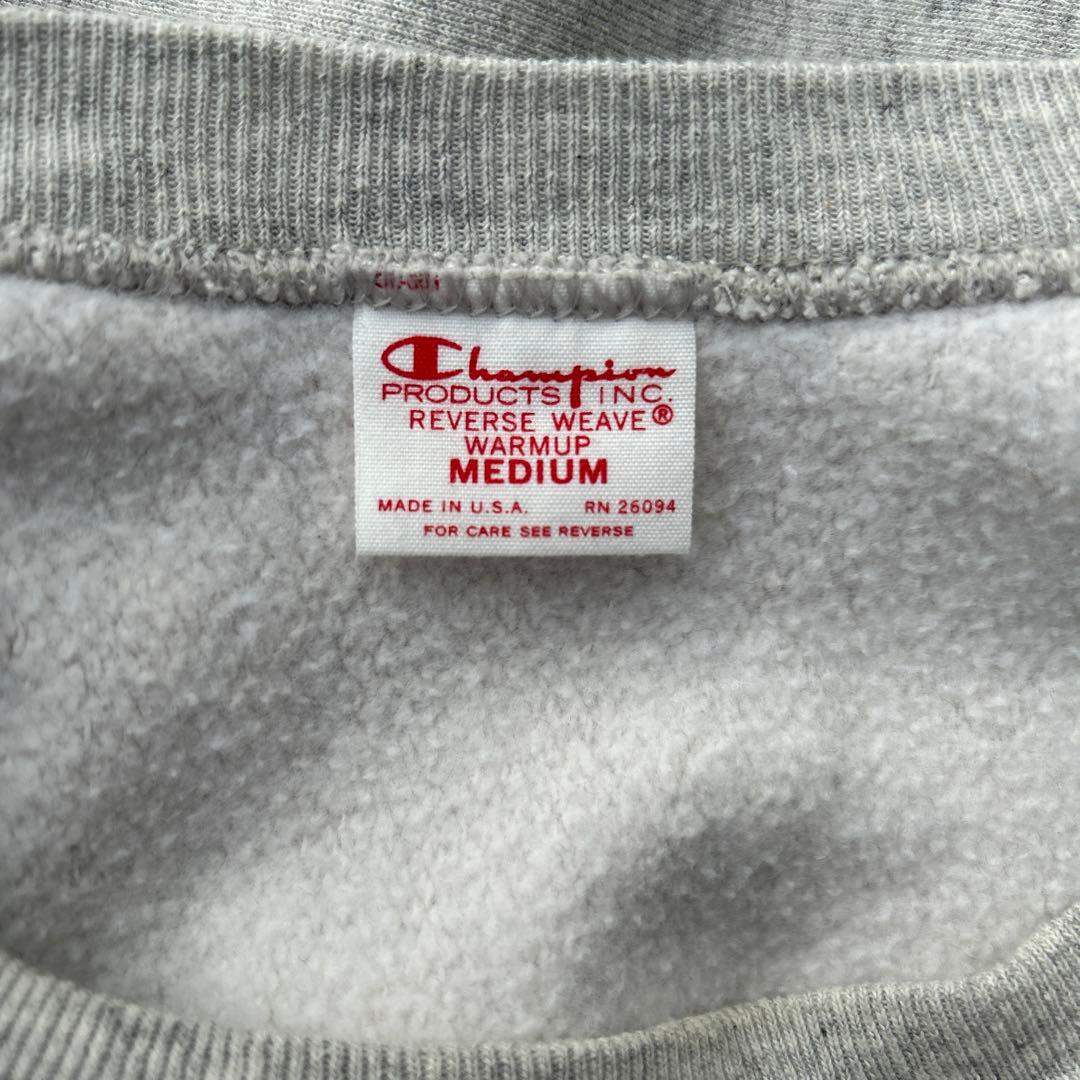 Champion
PRODUCTS INC.
REVERSE WEAVE®
WARMUP
MEDIUM
MADE IN U.S.A. RN 26094
FOR CARE SEE REVERSE